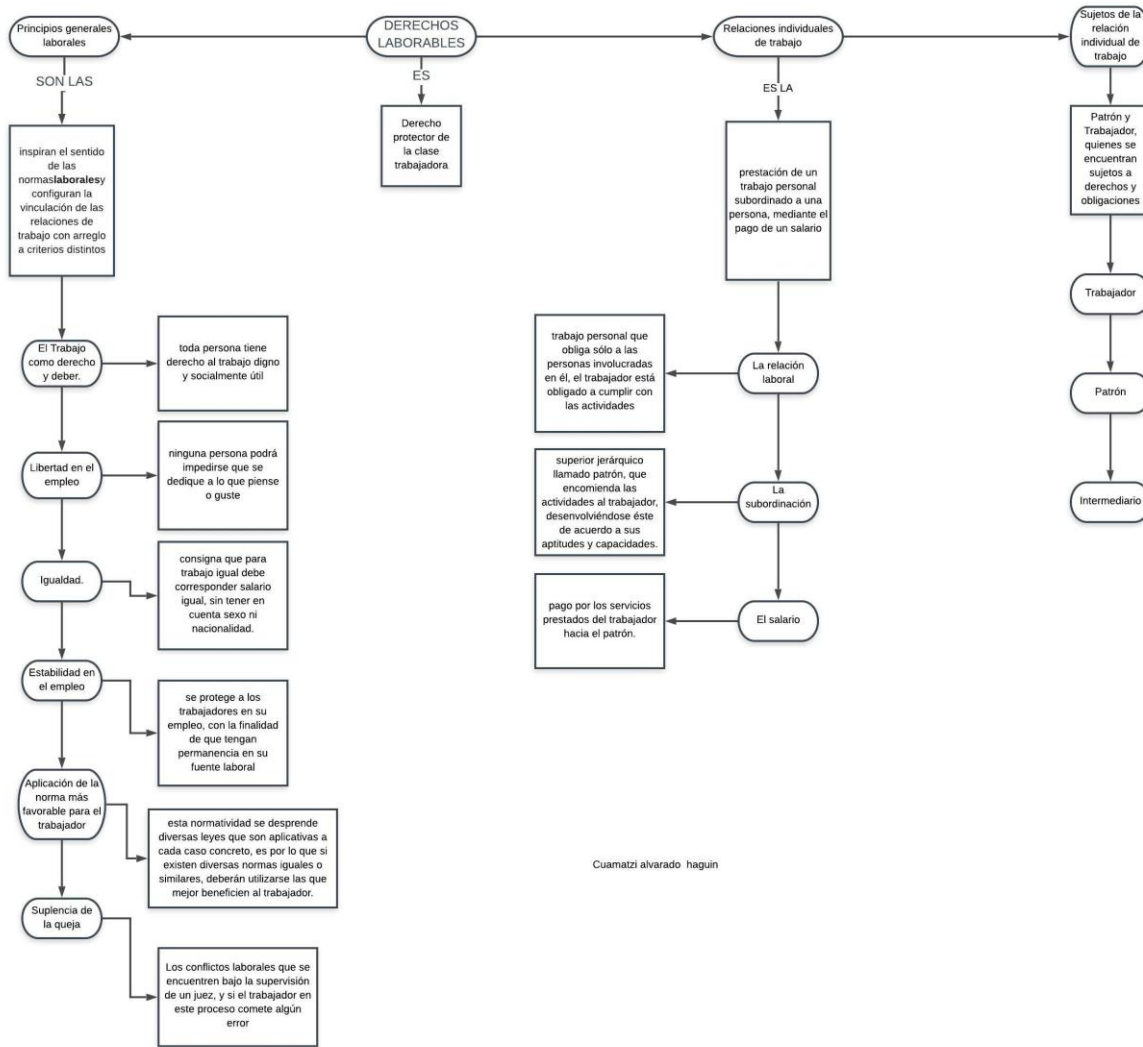 Principios generales
laborales
DERECHOS
LABORABLES
Relaciones individuales
de trabajo
Sujetos de la
relación
individual de
trabajo
SON LAS
ES
ES LA
inspiran el sentido
de las
normaslaboralesy
configuran la
vinculación de las
relaciones de
trabajo con arreglo
a criterios distintos
Derecho
protector de
la clase
trabajadora
prestación de un
trabajo personal
subordinado a una
persona, mediante el
pago de un salario
Patrón y
Trabajador,
quienes se
encuentran
sujetos a
derechos y
obligaciones
Trabajador
Patrón
Intermediario
El Trabajo
como derecho
y deber.
toda persona tiene
derecho al trabajo digno
y socialmente útil
Libertad en el
empleo
ninguna persona podrá
impedirse que se
dedique a lo que piense
o guste
Igualdad.
consigna que para
trabajo igual debe
corresponder salario
igual, sin tener en
cuenta sexo ni
nacionalidad.
Estabilidad en
el empleo
se protege a los
trabajadores en su
empleo, con la finalidad
de que tengan
permanencia en su
fuente laboral
Aplicación de la
norma más
favorable para el
trabajador
esta normatividad se desprende
diversas leyes que son aplicativas a
cada caso concreto, es por lo que si
existen diversas normas iguales o
similares, deberán utilizarse las que
mejor beneficien al trabajador.
Suplencia de
la queja
Los conflictos laborales que se
encuentren bajo la supervisión
de un juez, y si el trabajador en
este proceso comete algún
error
trabajo personal que
obliga sólo a las
personas involucradas
en él, el trabajador está
obligado a cumplir con
las actividades
La relación
laboral
superior jerárquico
llamado patrón, que
encomienda las
actividades al trabajador,
desenvolviéndose éste
de acuerdo a sus
aptitudes y capacidades.
La
subordinación
pago por los servicios
prestados del trabajador
hacia el patrón.
El salario
Cuamatzi alvarado haguin